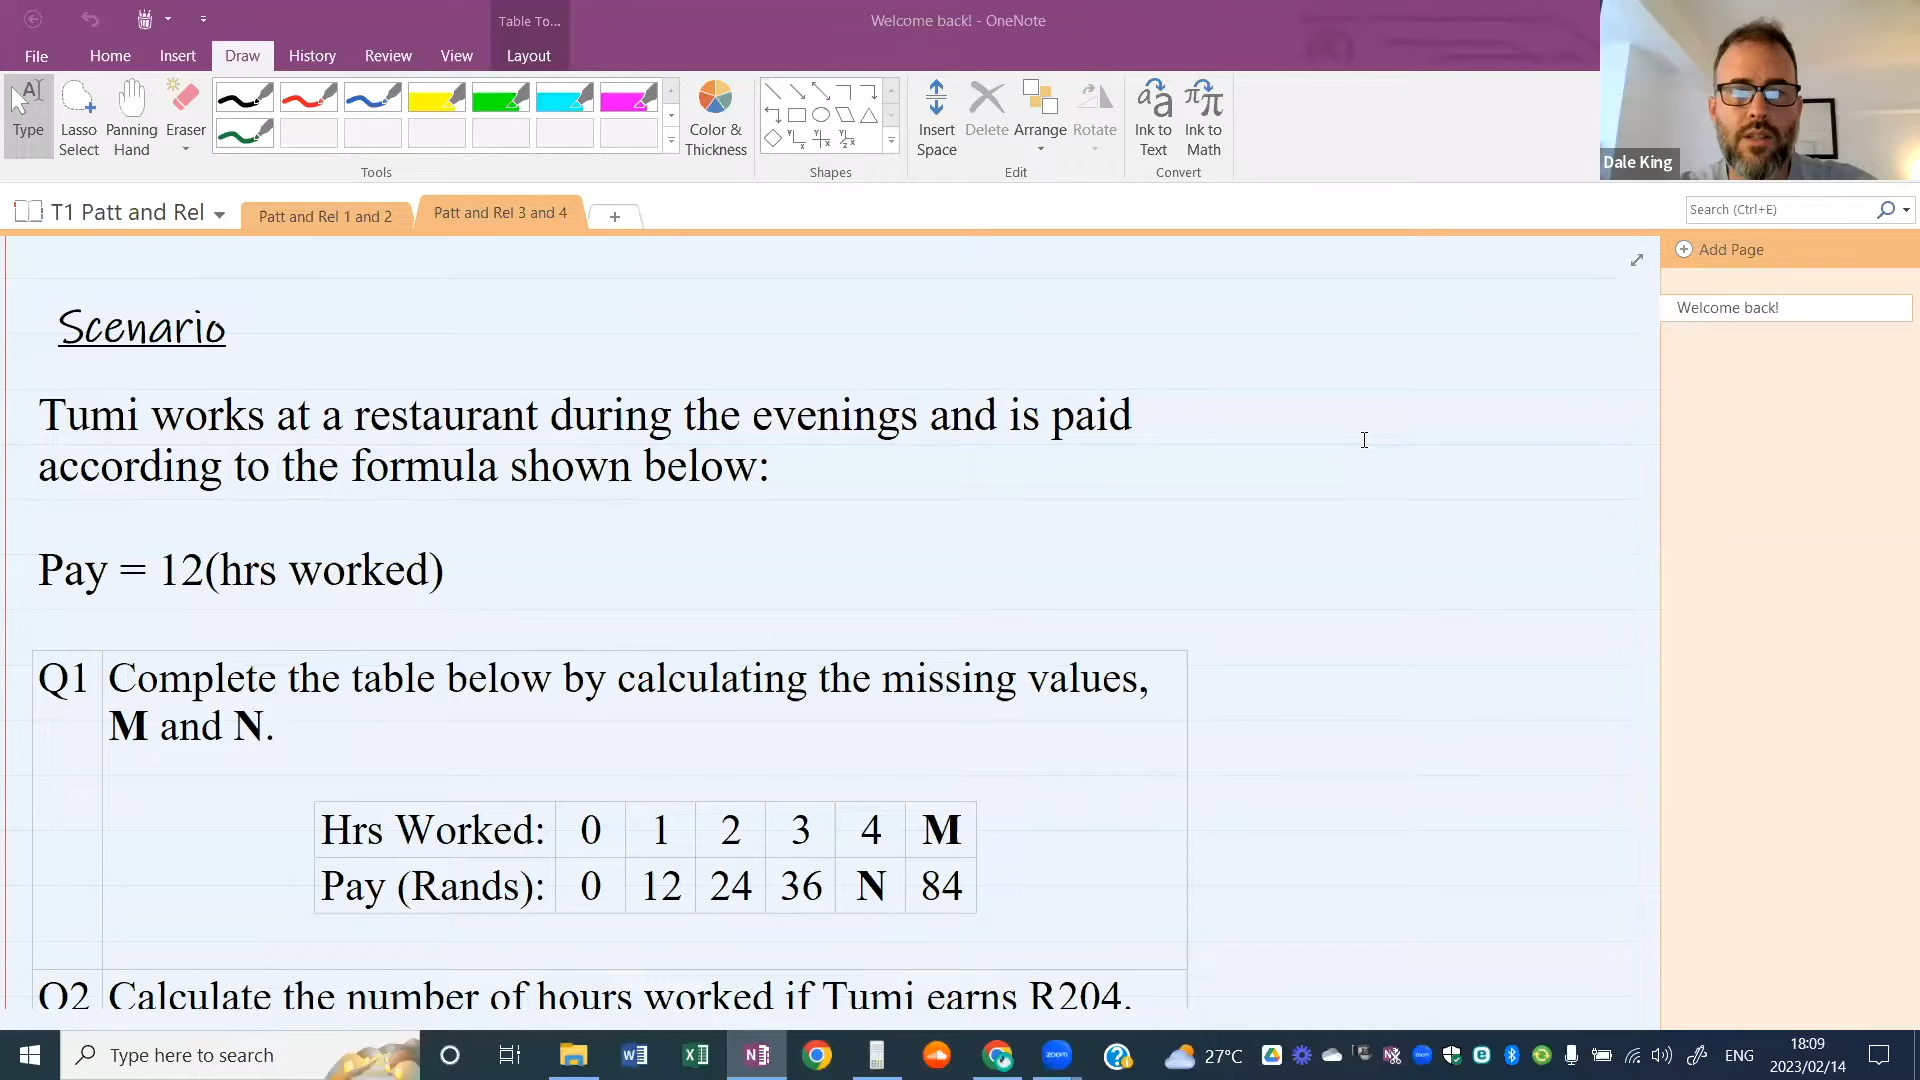 Table To...
Welcome back! - OneNote
File
Home
Insert
Draw
History
Review
View
Layout
Type
Lasso
Select
Panning
Hand
Eraser
Color &
Thickness
Insert
Space
Delete
Arrange
Rotate
Ink to
Text
Ink to
Math
Tools
Shapes
Edit
Convert
Dale King
T1 Patt and Rel
Patt and Rel 1 and 2
Patt and Rel 3 and 4
Search (Ctrl+E)
Add Page
Welcome back!
Scenario
Tumi works at a restaurant during the evenings and is paid
according to the formula shown below:
Pay = 12(hrs worked)
Q1 Complete the table below by calculating the missing values,
M and N.
Hrs Worked: 0 1 2 3 4 M
Pay (Rands): 0 12 24 36 N 84
Q2 Calculate the number of hours worked if Tumi earns R204.
Type here to search
27°C
ENG
18:09
2023/02/14